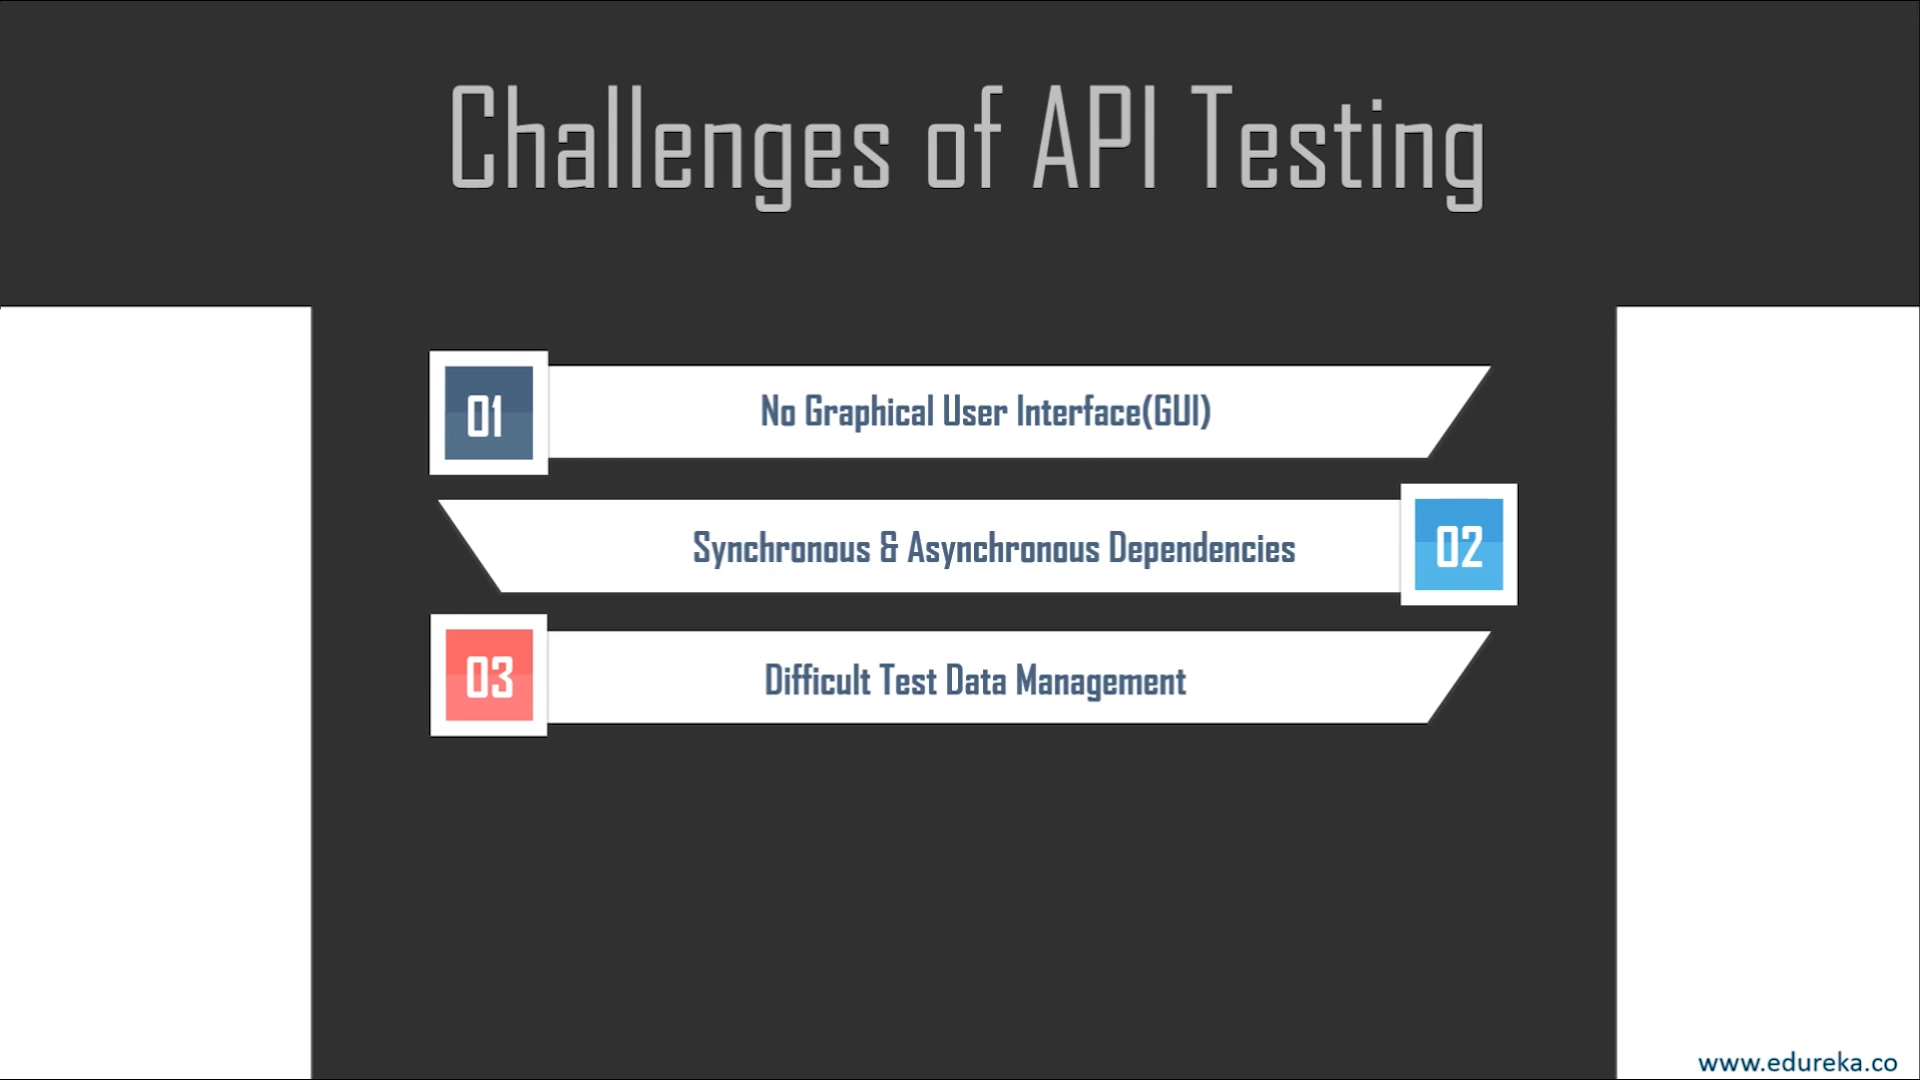 Challenges of API Testing
01
No Graphical User Interface(GUI)
Synchronous & Asynchronous Dependencies
02
03
Difficult Test Data Management
www.edureka.co